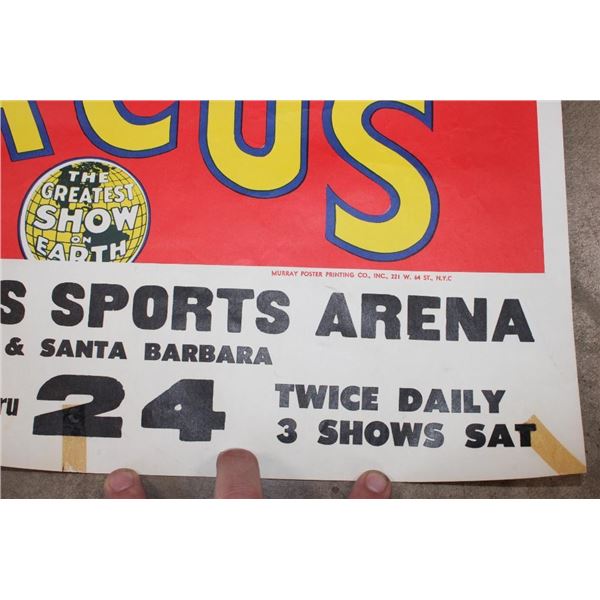 CUS
THE
GREATEST
SHOW
ON
EARTH
MURRAY POSTER PRINTING CO., INC., 221 W. 64 ST., N.Y.C
S SPORTS ARENA
& SANTA BARBARA
ru 24 TWICE DAILY
3 SHOWS SAT